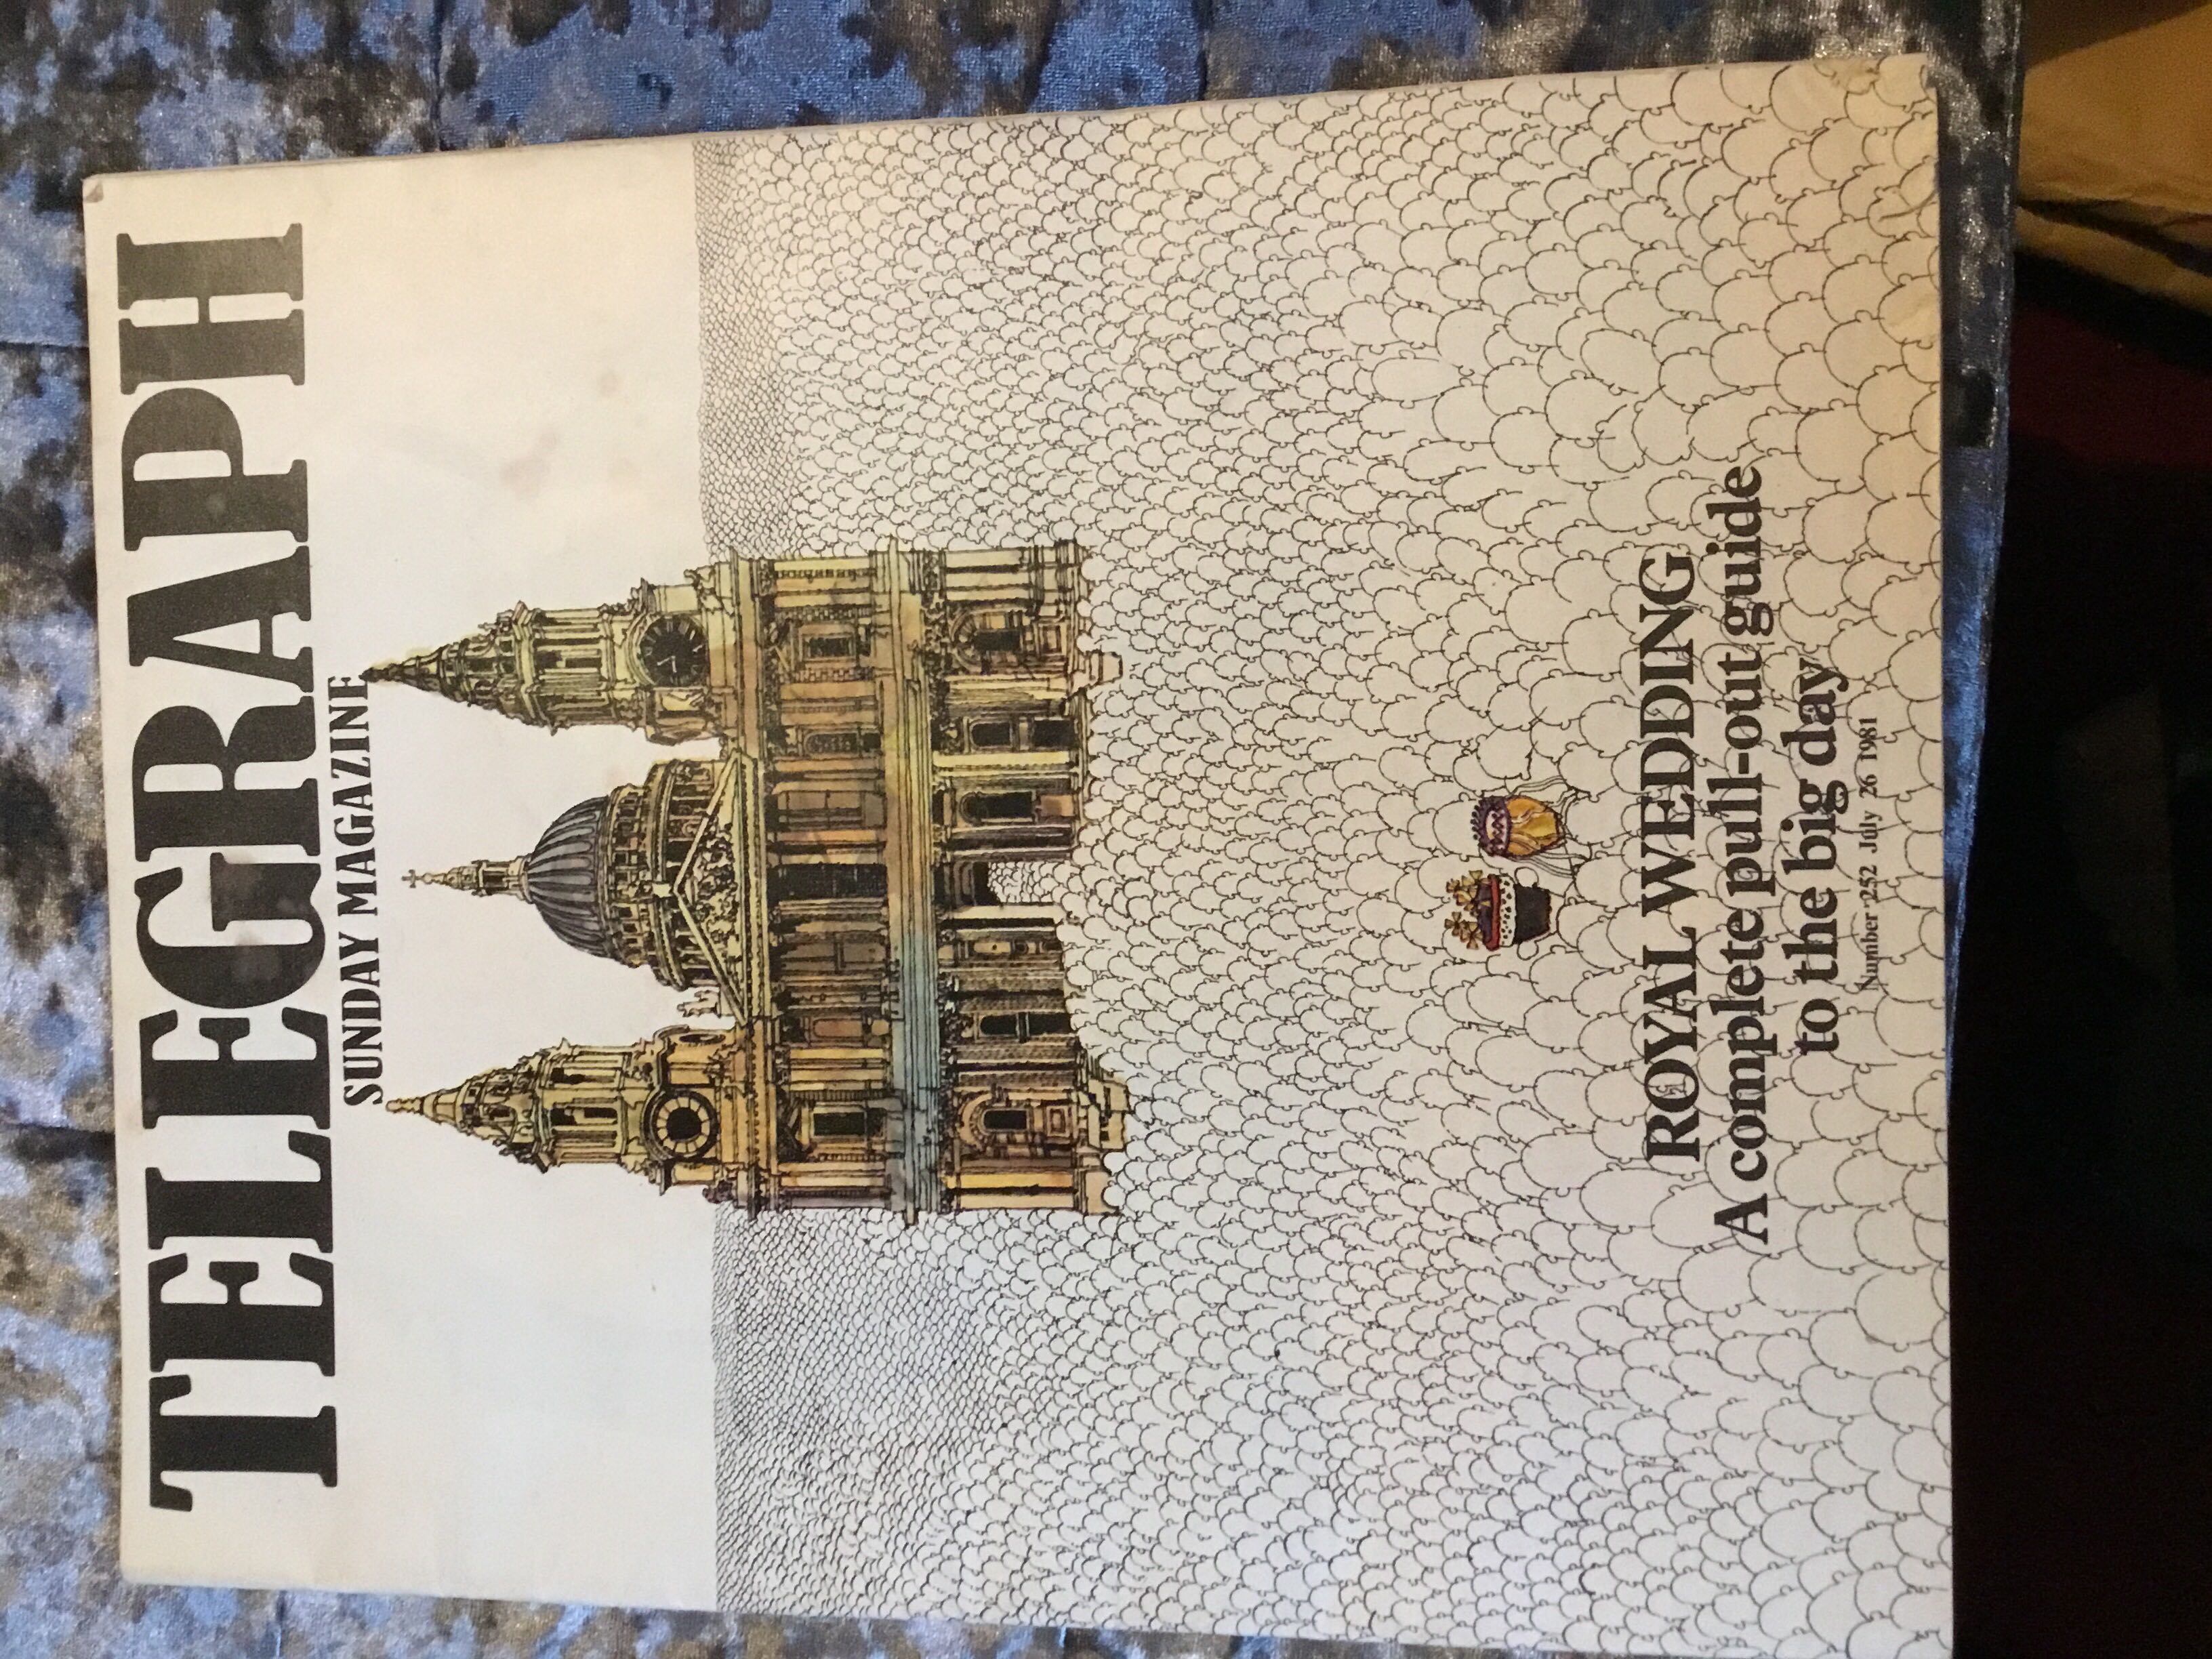 TELEGRAPH
SUNDAY MAGAZINE
ROYAL WEDDING
A complete pull-out guide
to the big day
Number 252 July 26 1981